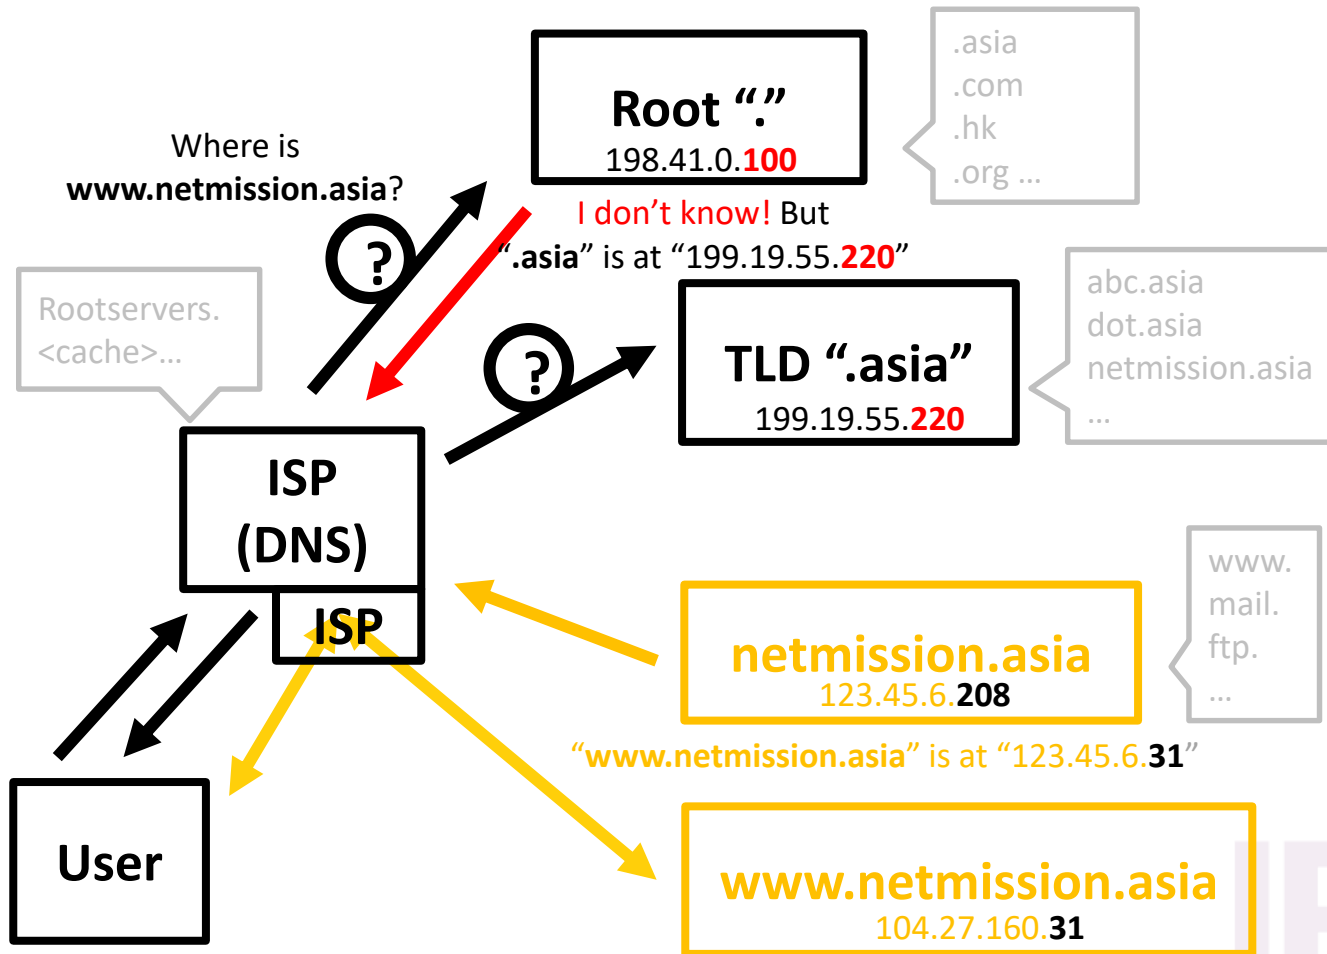 .asia
.com
.hk
.org ...
Root “.”
198.41.0.100
Where is
www.netmission.asia?
I don’t know! But
“.asia” is at “199.19.55.220”
?
Rootservers.
<cache>...
?
TLD “.asia”
199.19.55.220
abc.asia
dot.asia
netmission.asia
...
ISP
(DNS)
ISP
netmission.asia
123.45.6.208
www.
mail.
ftp.
...
“www.netmission.asia” is at “123.45.6.31”
User
www.netmission.asia
104.27.160.31